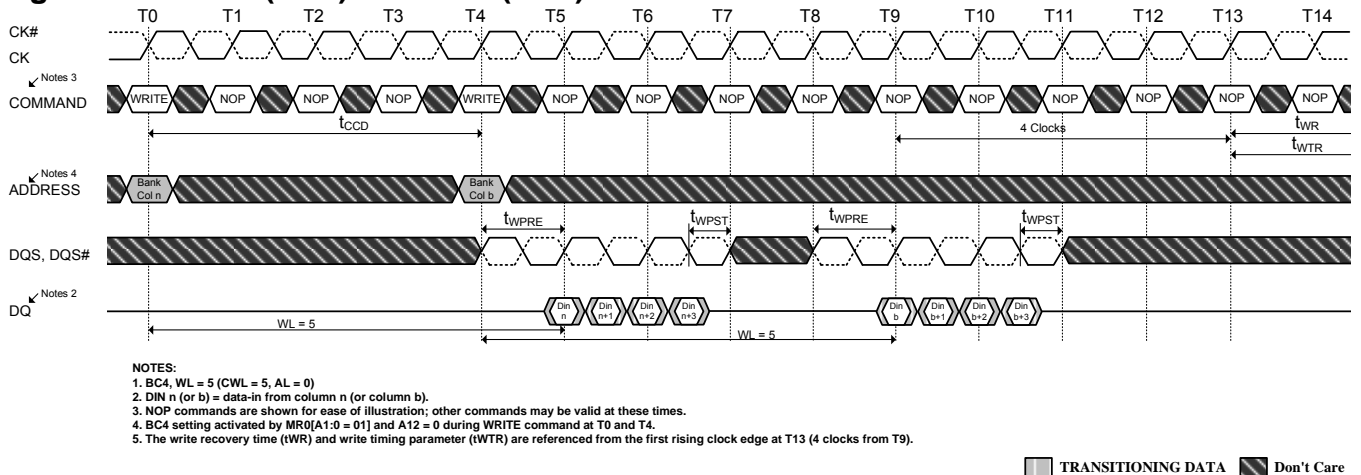 T0 T1 T2 T3 T4 T5 T6 T7 T8 T9 T10 T11 T12 T13 T14
CK#
CK
Notes 3
COMMAND
WRITE NOP NOP NOP WRITE NOP NOP NOP NOP NOP NOP NOP NOP NOP NOP
tCCD
4 Clocks
tWR
tWTR
Notes 4
ADDRESS
Bank Col n
Bank Col b
tWPRE
tWPST
tWPRE
tWPST
DQS, DQS#
Notes 2
DQ
Din n
Din n+1
Din n+2
Din n+3
Din b
Din b+1
Din b+2
Din b+3
WL = 5
WL = 5
NOTES:
1. BC4, WL = 5 (CWL = 5, AL = 0)
2. DIN n (or b) = data-in from column n (or column b).
3. NOP commands are shown for ease of illustration; other commands may be valid at these times.
4. BC4 setting activated by MR0[A1:0 = 01] and A12 = 0 during WRITE command at T0 and T4.
5. The write recovery time (tWR) and write timing parameter (tWTR) are referenced from the first rising clock edge at T13 (4 clocks from T9).
TRANSITIONING DATA
Don't Care